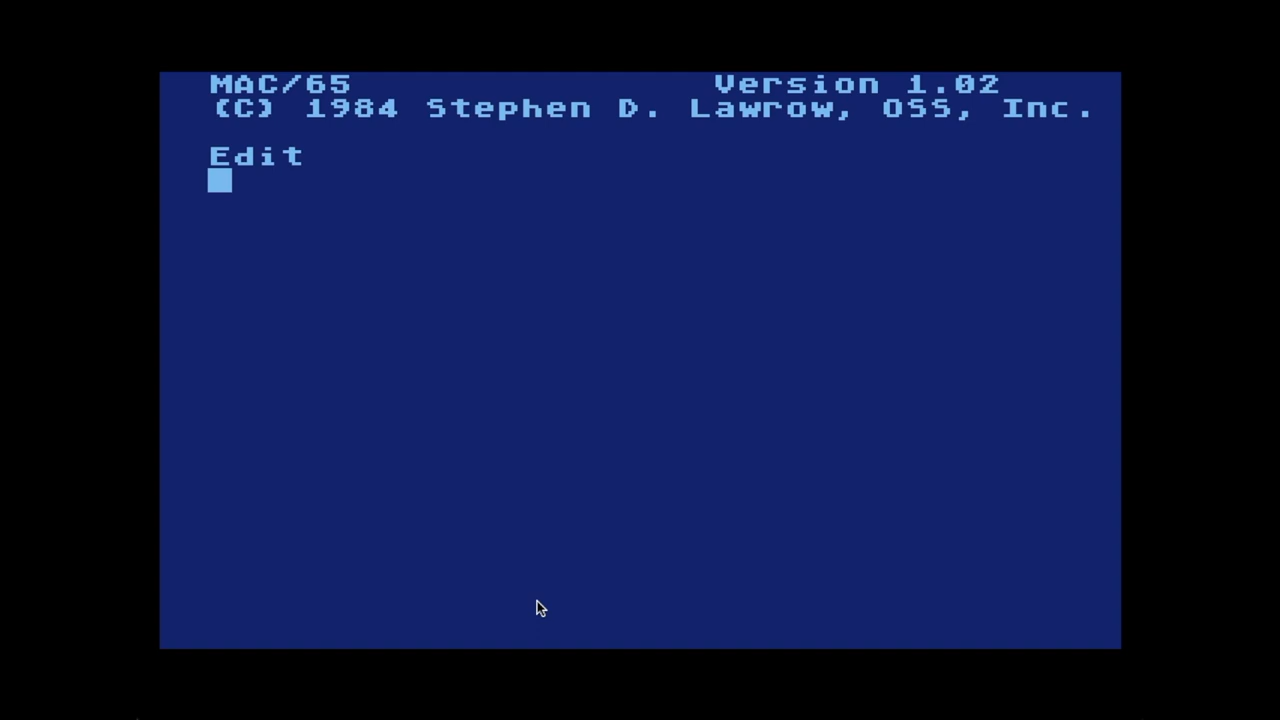 MAC/65 Version 1.02
(C) 1984 Stephen D. Lawrow, OSS, Inc.
Edit